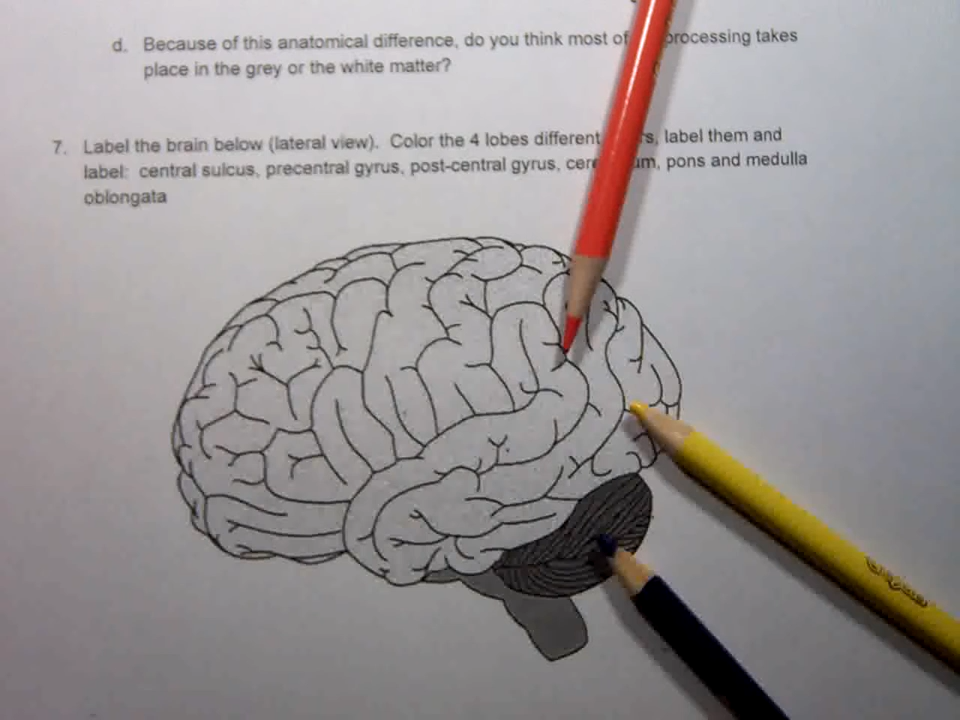 d. Because of this anatomical difference, do you think most of processing takes
place in the grey or the white matter?
7. Label the brain below (lateral view). Color the 4 lobes different label them and
label: central sulcus, precentral gyrus, post-central gyrus, pons and medulla
oblongata